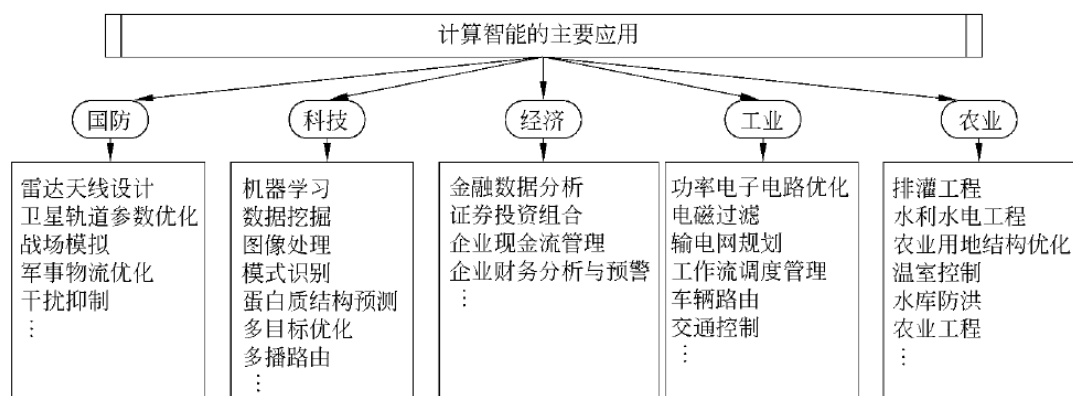 计算智能的主要应用
国防
科技
经济
工业
农业
雷达天线设计
卫星轨道参数优化
战场模拟
军事物流优化
干扰抑制
⋮
机器学习
数据挖掘
图像处理
模式识别
蛋白质结构预测
多目标优化
多播路由
⋮
金融数据分析
证券投资组合
企业现金流管理
企业财务分析与预警
⋮
功率电子电路优化
电磁过滤
输电网规划
工作流调度管理
车辆路由
交通控制
⋮
排灌工程
水利水电工程
农业用地结构优化
温室控制
水库防洪
农业工程
⋮